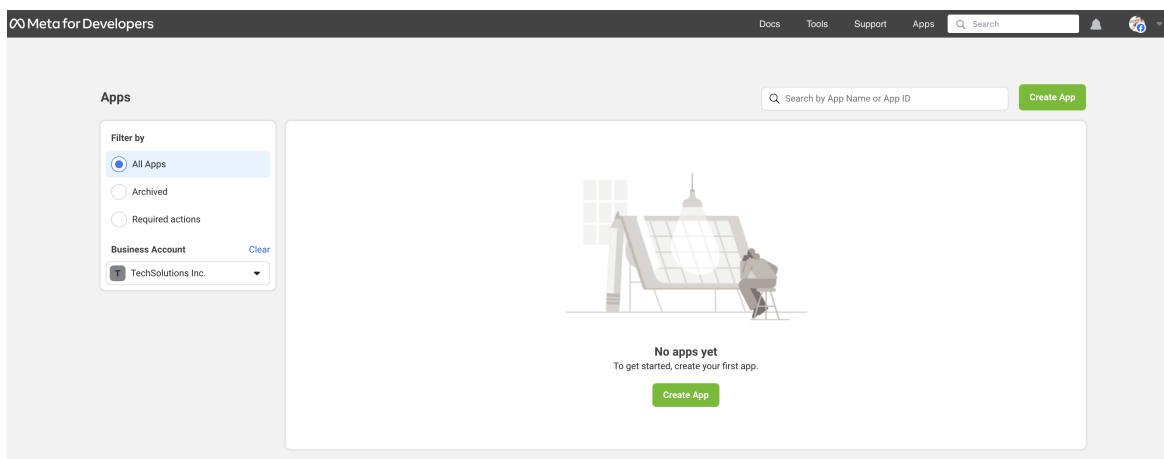 Meta for Developers
Docs Tools Support Apps Search
Apps
Search by App Name or App ID
Create App
Filter by
All Apps
Archived
Required actions
Business Account Clear
T TechSolutions Inc.
No apps yet
To get started, create your first app.
Create App